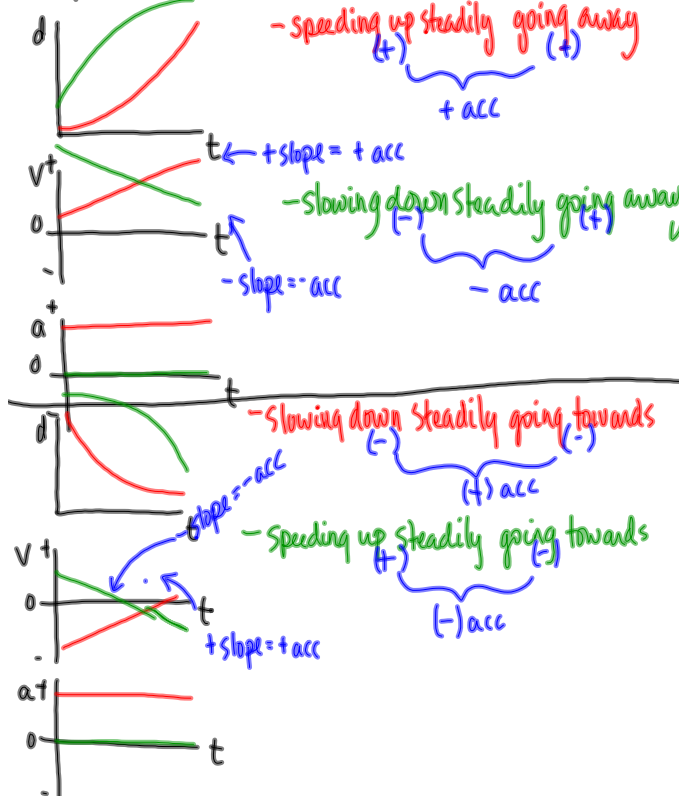 d
- speeding up steadily going away
(+) (+)
+ acc
t
+slope = + acc
V +
0
-
t
- slowing down steadily going away
(-) (+)
- acc
- slope = - acc
+
a
0
t
d
- Slowing down steadily going towards
(-) (-)
(+) acc
t
- slope = - acc
- Speeding up steadily going towards
(+) (-)
(-) acc
V +
0
-
t
+ slope = + acc
a +
0
-
t